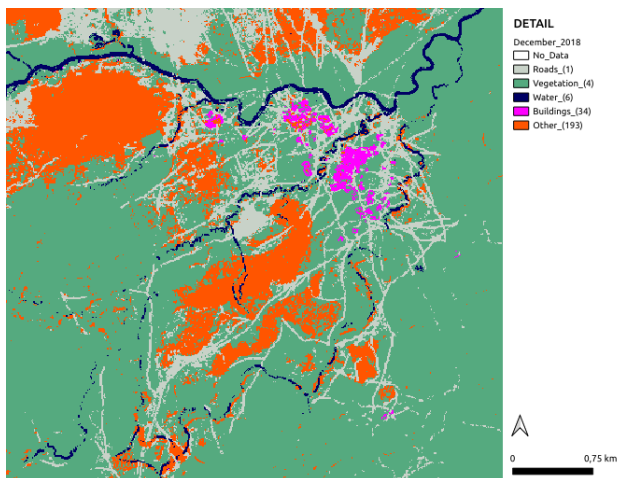 DETAIL
December_2018
No_Data
Roads_(1)
Vegetation_(4)
Water_(6)
Buildings_(34)
Other_(193)
0 0,75 km